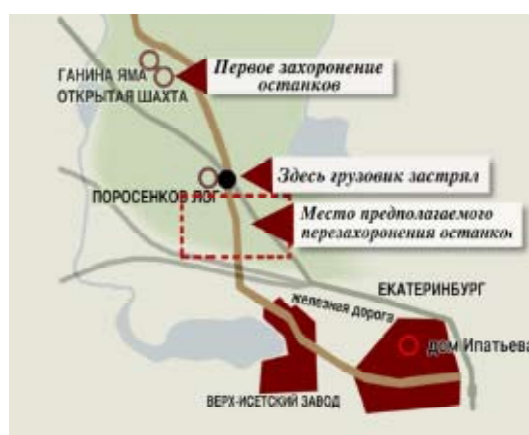 ГАНИНА ЯМА
ОТКРЫТАЯ ШАХТА
Первое захоронение
останков
Здесь грузовик застрял
ПОРОСЕНКОВ ЛОГ
Место предполагаемого
перезахоронения останков
ЕКАТЕРИНБУРГ
железная дорога
дом Ипатьева
ВЕРХ-ИСЕТСКИЙ ЗАВОД